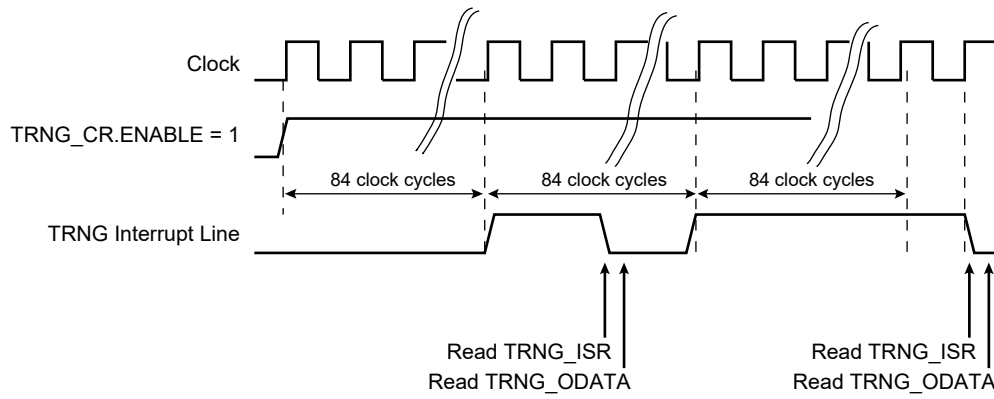 Clock
TRNG_CR.ENABLE = 1
84 clock cycles
84 clock cycles
84 clock cycles
TRNG Interrupt Line
Read TRNG_ISR
Read TRNG_ISR
Read TRNG_ODATA
Read TRNG_ODATA